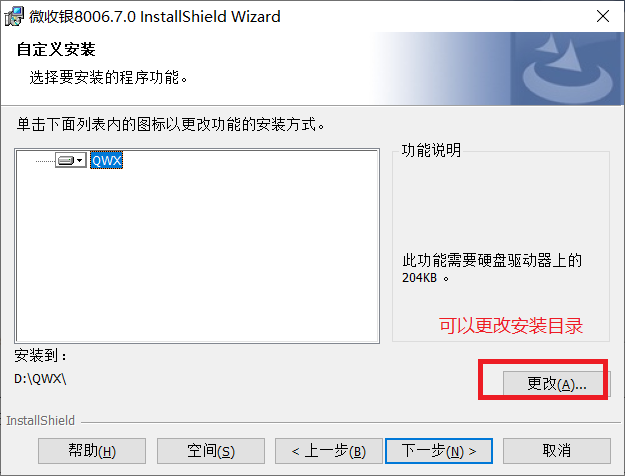 微收银8006.7.0 InstallShield Wizard
自定义安装
选择要安装的程序功能。
单击下面列表内的图标以更改功能的安装方式。
QWX
功能说明
此功能需要硬盘驱动器上的
204KB 。
可以更改安装目录
安装到：
D:\QWX\
更改(A)...
InstallShield
帮助(H)
空间(S)
< 上一步(B)
下一步(N) >
取消